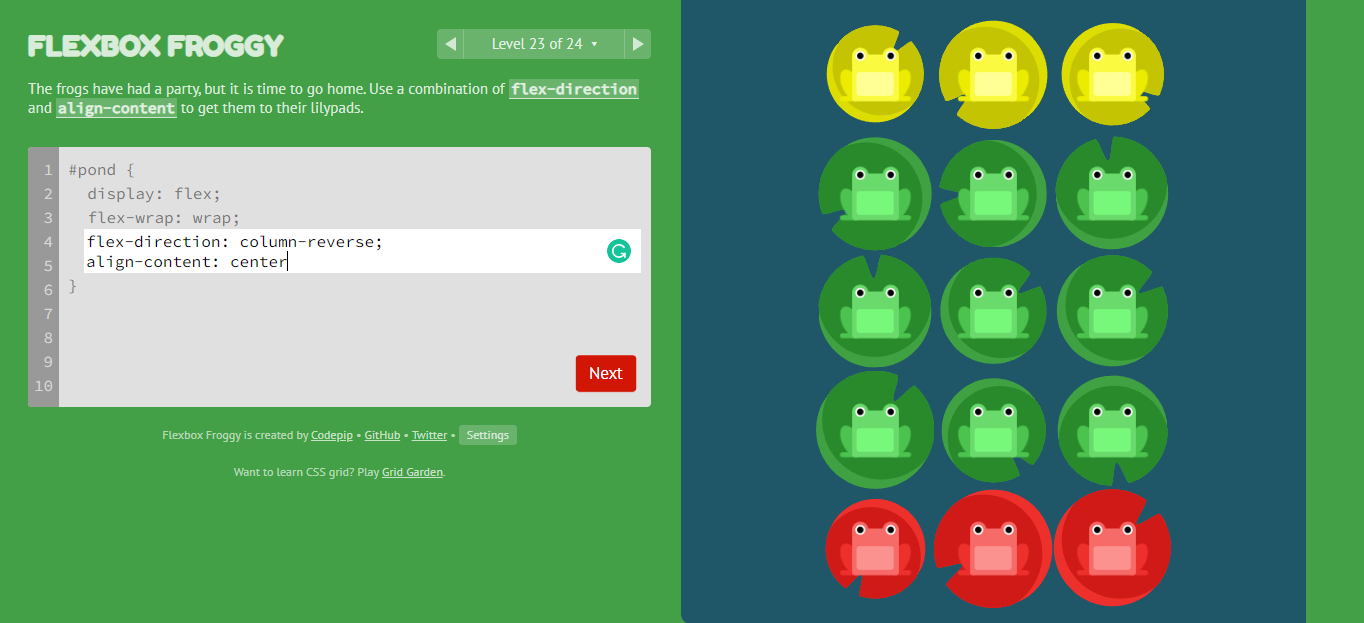 FLEXBOX FROGGY
Level 23 of 24
The frogs have had a party, but it is time to go home. Use a combination of flex-direction
and align-content to get them to their lilypads.
1 #pond {
2 display: flex;
3 flex-wrap: wrap;
4 flex-direction: column-reverse;
5 align-content: center
6 }
7
8
9
10
Next
Flexbox Froggy is created by Codepip • GitHub • Twitter • Settings
Want to learn CSS grid? Play Grid Garden.